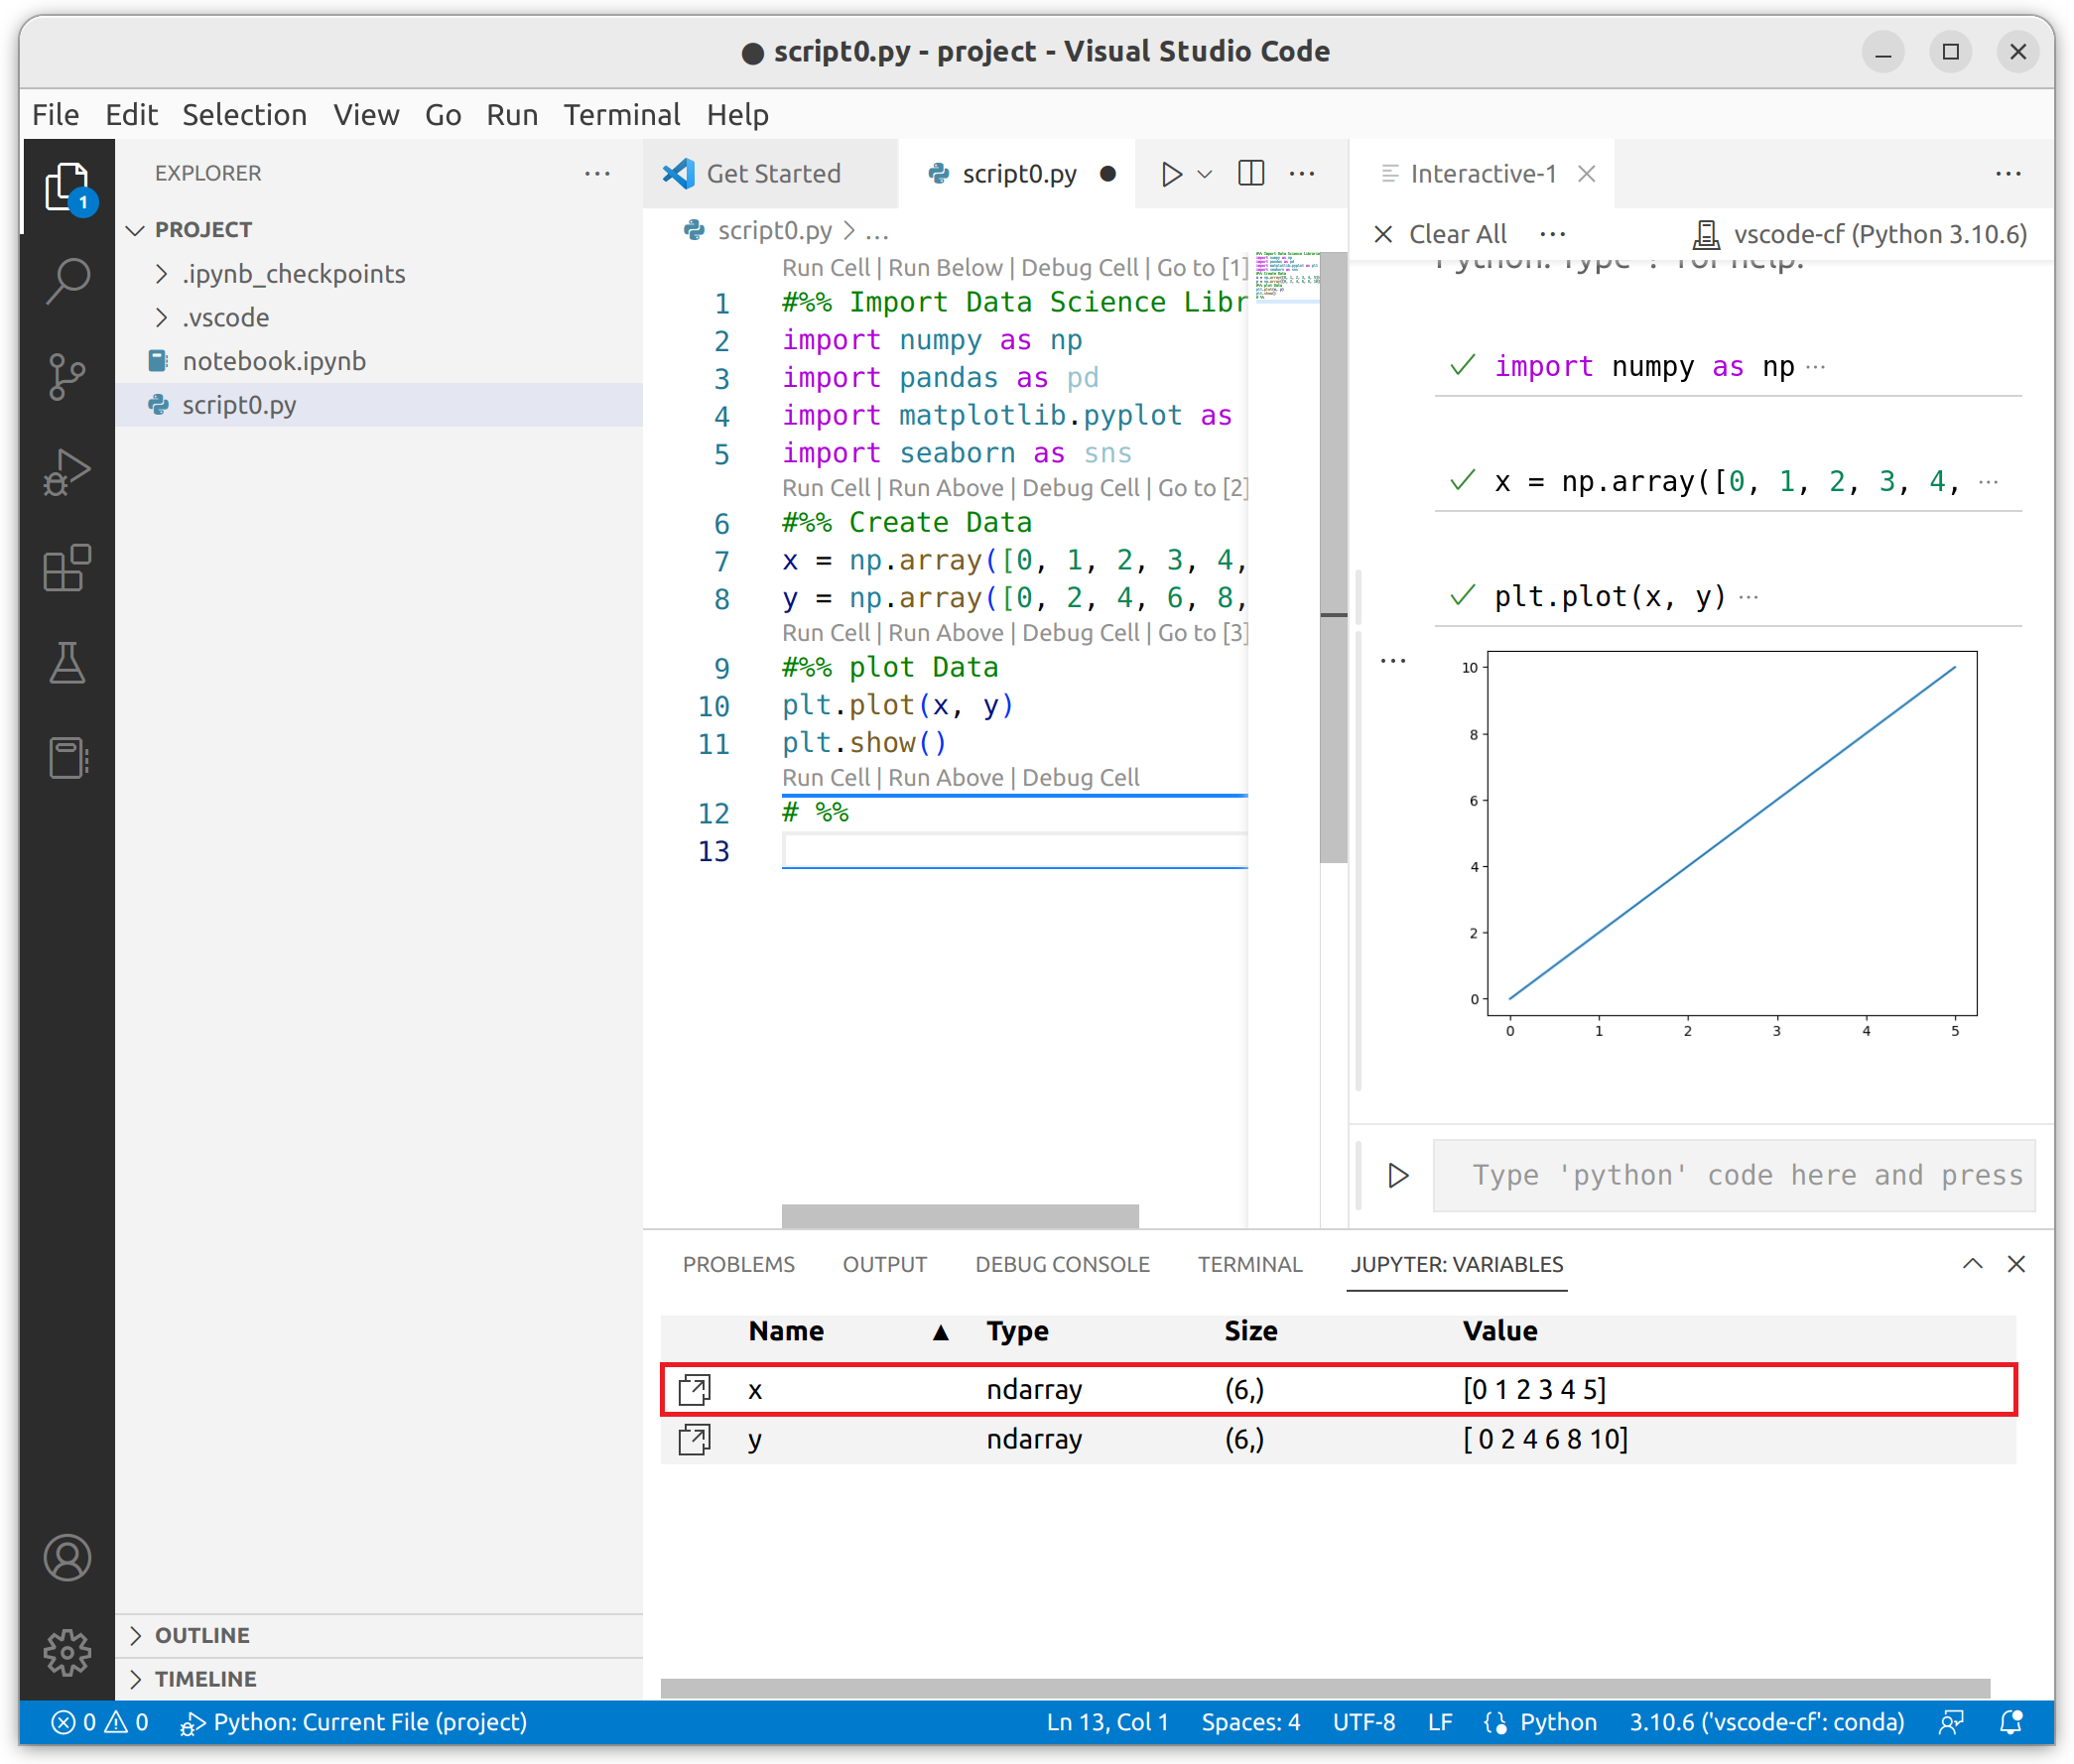 ● script0.py - project - Visual Studio Code
File Edit Selection View Go Run Terminal Help
1
EXPLORER
PROJECT
.ipynb_checkpoints
.vscode
notebook.ipynb
script0.py
OUTLINE
TIMELINE
Get Started
script0.py
script0.py > ...
Run Cell | Run Below | Debug Cell | Go to [1]
1 #%% Import Data Science Libr
2 import numpy as np
3 import pandas as pd
4 import matplotlib.pyplot as
5 import seaborn as sns
Run Cell | Run Above | Debug Cell | Go to [2]
6 #%% Create Data
7 x = np.array([0, 1, 2, 3, 4,
8 y = np.array([0, 2, 4, 6, 8,
Run Cell | Run Above | Debug Cell | Go to [3]
9 #%% plot Data
10 plt.plot(x, y)
11 plt.show()
Run Cell | Run Above | Debug Cell
12 # %%
13
Interactive-1
Clear All ... vscode-cf (Python 3.10.6)
Python. Type '?' for help.
import numpy as np ...
x = np.array([0, 1, 2, 3, 4, ...
plt.plot(x, y) ...
10
8
6
4
2
0
0 1 2 3 4 5
Type 'python' code here and press
PROBLEMS OUTPUT DEBUG CONSOLE TERMINAL JUPYTER: VARIABLES
Name ▲ Type Size Value
x ndarray (6,) [0 1 2 3 4 5]
y ndarray (6,) [ 0 2 4 6 8 10]
0 0 Python: Current File (project) Ln 13, Col 1 Spaces: 4 UTF-8 LF Python 3.10.6 ('vscode-cf': conda)